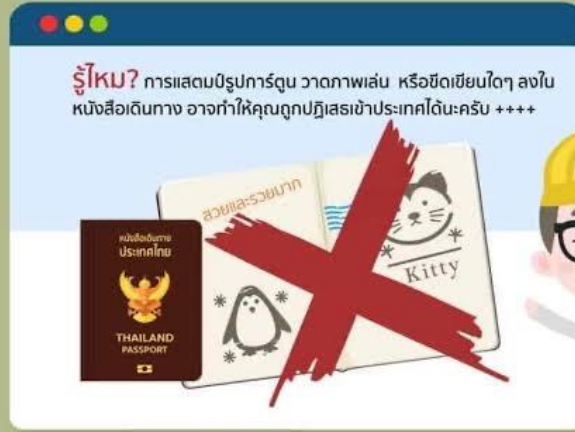 รู้ไหม? การแสตมป์รูปการ์ตูน วาดภาพเล่น หรือขีดเขียนใดๆ ลงใน
หนังสือเดินทาง อาจทำให้คุณถูกปฏิเสธเข้าประเทศได้นะครับ ++++
สวยและรวยมาก
Kitty
หนังสือเดินทาง
ประเทศไทย
THAILAND
PASSPORT